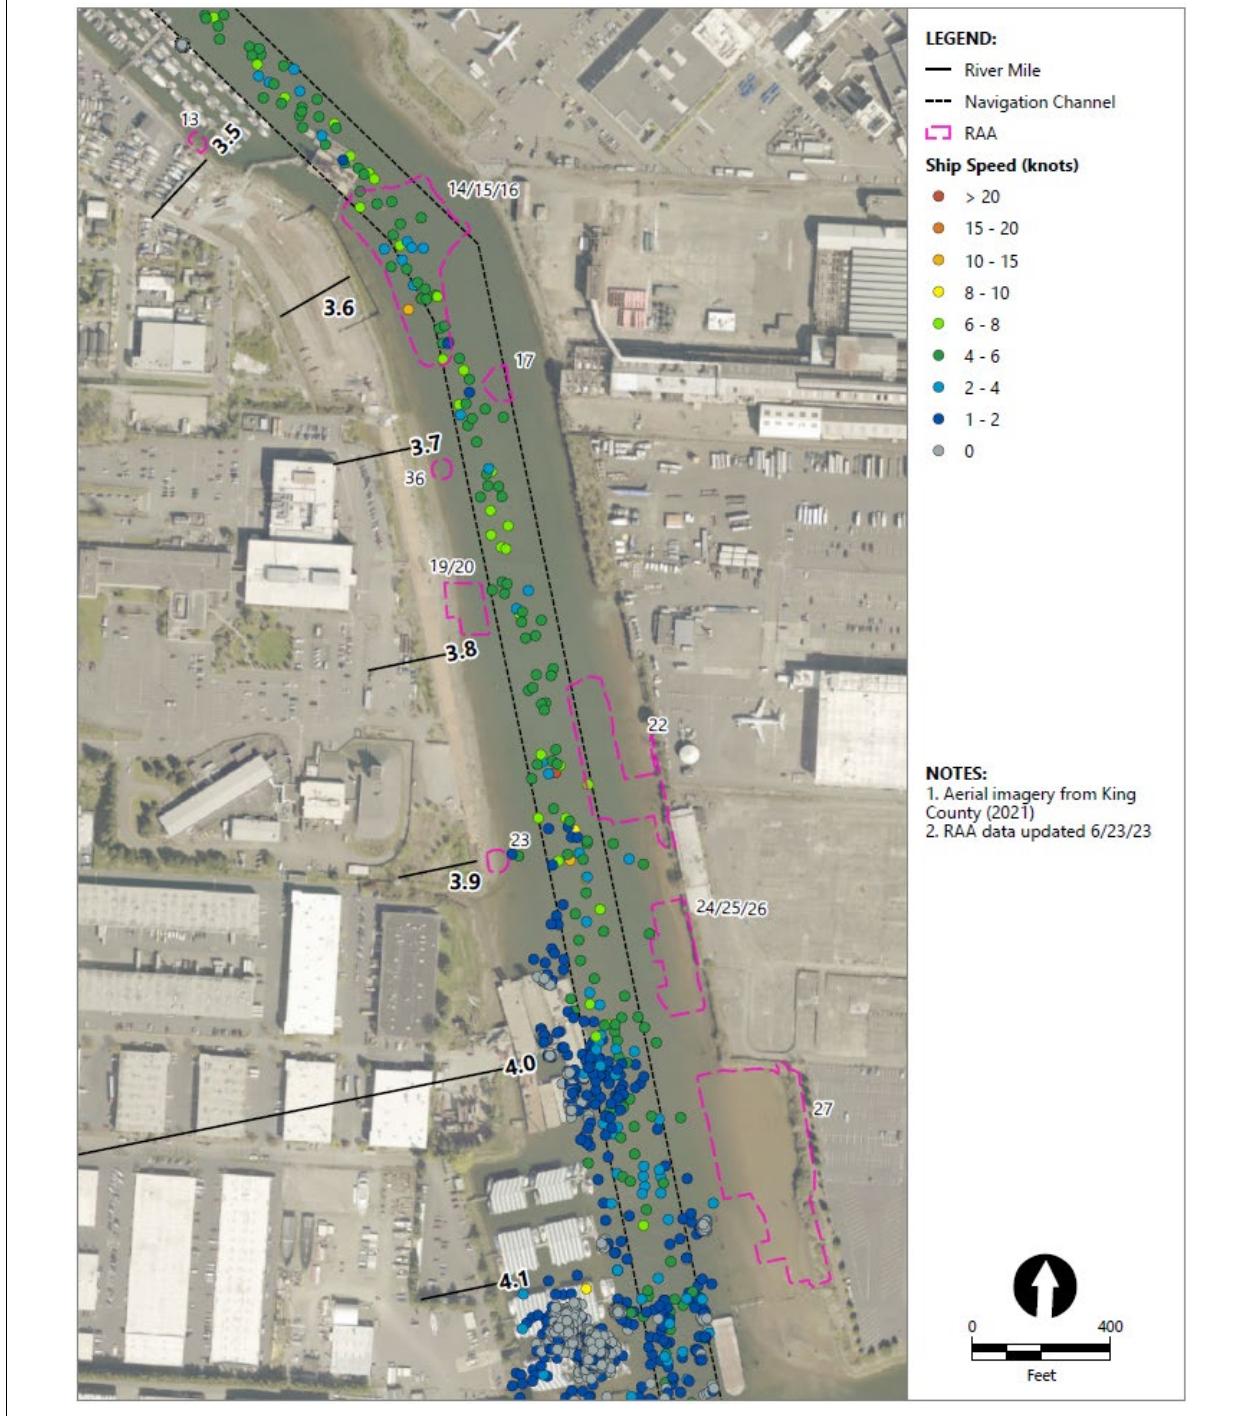 13
3.5
14/15/16
3.6
17
3.7
36
19/20
3.8
22
23
3.9
24/25/26
4.0
27
4.1
LEGEND:
River Mile
Navigation Channel
RAA
Ship Speed (knots)
> 20
15 - 20
10 - 15
8 - 10
6 - 8
4 - 6
2 - 4
1 - 2
0
NOTES:
1. Aerial imagery from King
County (2021)
2. RAA data updated 6/23/23
0 400
Feet